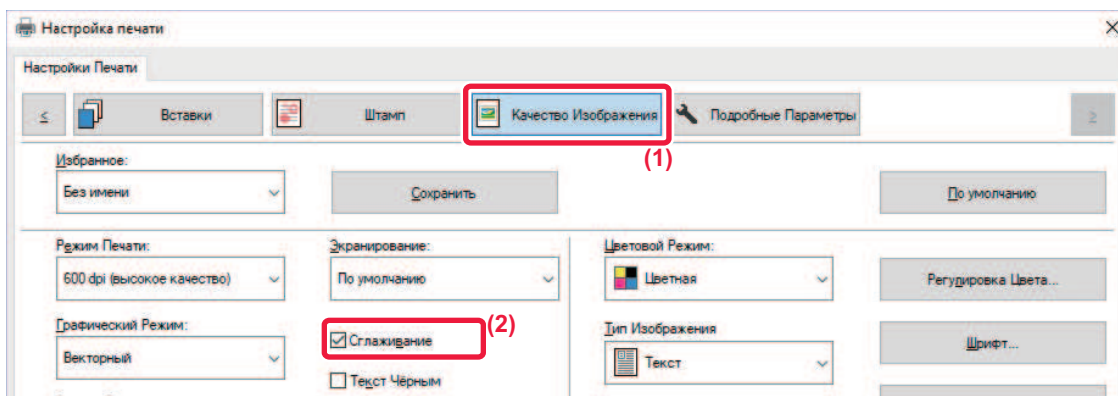 Настройка печати
Настройки Печати
<
Вставки
Штамп
Качество Изображения
Подробные Параметры
>
(1)
Избранное:
Без имени
Сохранить
По умолчанию
Режим Печати:
Экранирование:
Цветовой Режим:
600 dpi (высокое качество)
По умолчанию
Цветная
Регулировка Цвета...
Графический Режим:
(2)
Сглаживание
Тип Изображения
Шрифт...
Векторный
Текст
Текст Чёрным